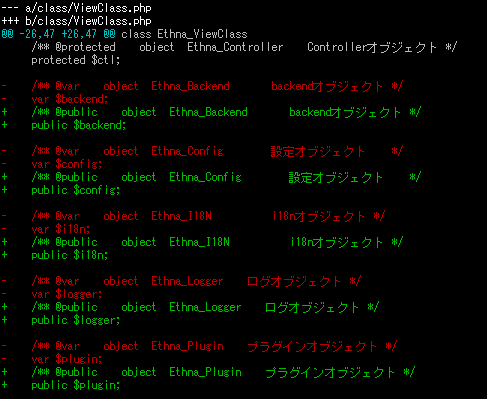 --- a/class/ViewClass.php
+++ b/class/ViewClass.php
@@ -26,47 +26,47 @@ class Ethna_ViewClass
     /** @protected    object  Ethna_Controller    Controllerオブジェクト */
     protected $ctl;

-    /** @var    object  Ethna_Backend       backendオブジェクト */
-    var $backend;
+    /** @public    object  Ethna_Backend       backendオブジェクト */
+    public $backend;

-    /** @var    object  Ethna_Config        設定オブジェクト    */
-    var $config;
+    /** @public    object  Ethna_Config        設定オブジェクト    */
+    public $config;

-    /** @var    object  Ethna_I18N          i18nオブジェクト */
-    var $i18n;
+    /** @public    object  Ethna_I18N          i18nオブジェクト */
+    public $i18n;

-    /** @var    object  Ethna_Logger    ログオブジェクト */
-    var $logger;
+    /** @public    object  Ethna_Logger    ログオブジェクト */
+    public $logger;

-    /** @var    object  Ethna_Plugin    プラグインオブジェクト */
-    var $plugin;
+    /** @public    object  Ethna_Plugin    プラグインオブジェクト */
+    public $plugin;